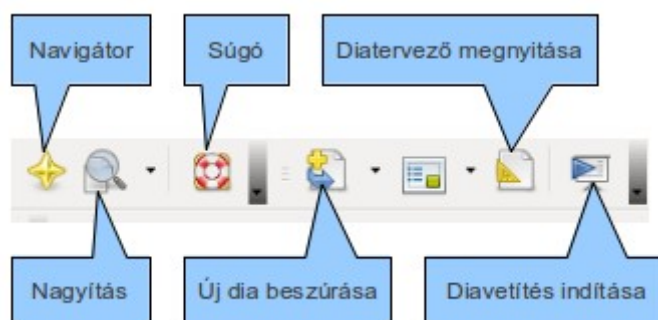 Navigátor
Súgó
Diatervező megnyitása
Nagyítás
Új dia beszúrása
Diavetítés indítása